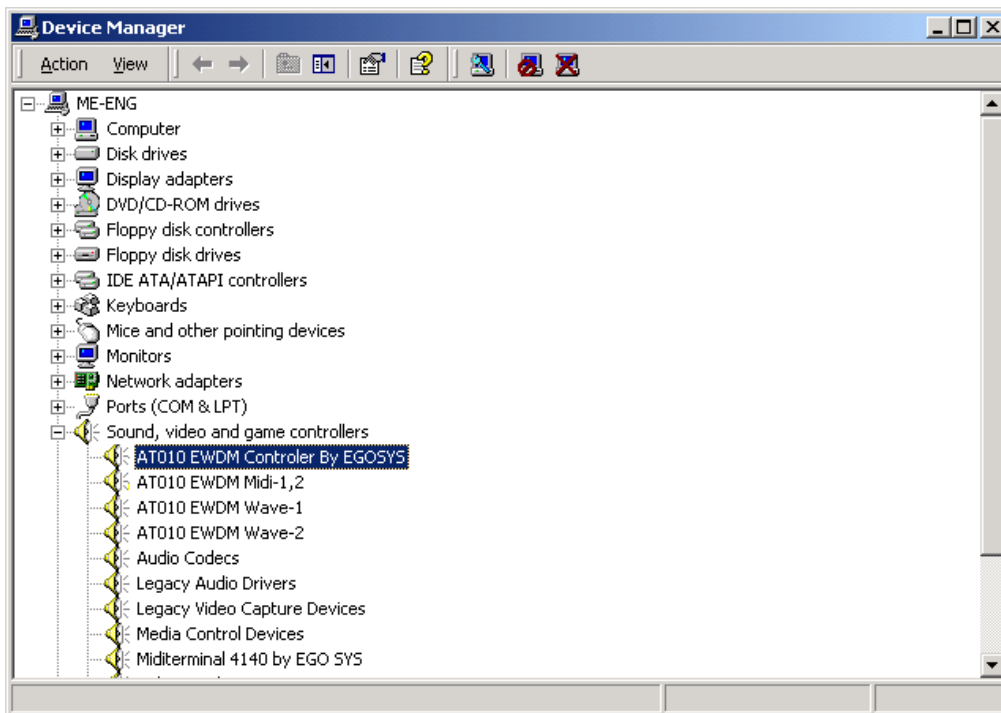 Device Manager
Action View
ME-ENG
Computer
Disk drives
Display adapters
DVD/CD-ROM drives
Floppy disk controllers
Floppy disk drives
IDE ATA/ATAPI controllers
Keyboards
Mice and other pointing devices
Monitors
Network adapters
Ports (COM & LPT)
Sound, video and game controllers
AT010 EWDM Controler By EGOSYS
AT010 EWDM Midi-1,2
AT010 EWDM Wave-1
AT010 EWDM Wave-2
Audio Codecs
Legacy Audio Drivers
Legacy Video Capture Devices
Media Control Devices
Miditerminal 4140 by EGO SYS